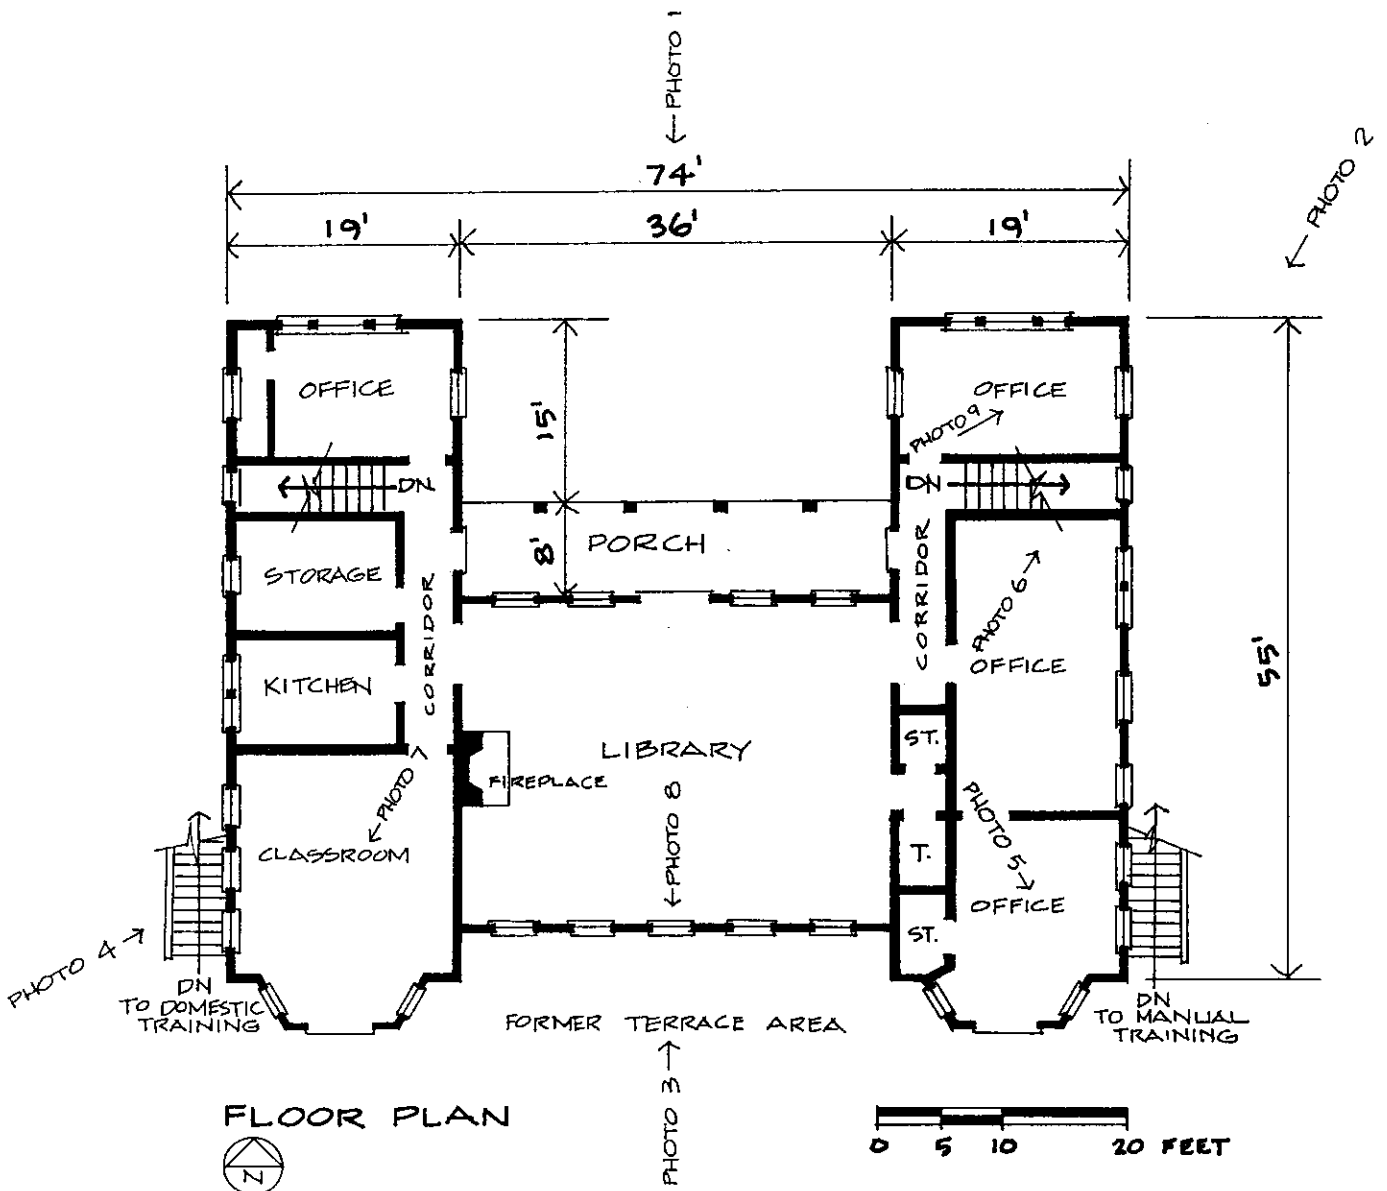 ← PHOTO 1
← PHOTO 2
74'
19'
36'
19'
OFFICE
15'
OFFICE
PHOTO 9 →
DN
DN
8'
PORCH
STORAGE
CORRIDOR
CORRIDOR
PHOTO 6 →
OFFICE
55'
KITCHEN
LIBRARY
ST.
FIREPLACE
PHOTO 7
← PHOTO 8
PHOTO 5 →
CLASSROOM
T.
OFFICE
ST.
PHOTO 4 →
DN
TO DOMESTIC
TRAINING
FORMER TERRACE AREA
DN
TO MANUAL
TRAINING
PHOTO 3 →
FLOOR PLAN
N
0 5 10 20 FEET